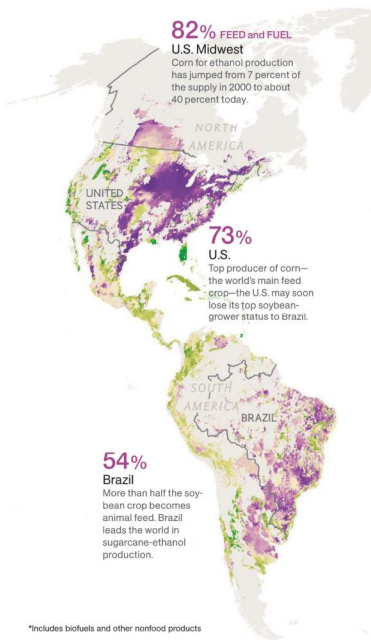 82% FEED and FUEL
U.S. Midwest
Corn for ethanol production
has jumped from 7 percent of
the supply in 2000 to about
40 percent today.
NORTH
AMERICA
UNITED
STATES
73%
U.S.
Top producer of corn—
the world's main feed
crop—the U.S. may soon
lose its top soybean-
grower status to Brazil.
SOUTH
AMERICA
BRAZIL
54%
Brazil
More than half the soy-
bean crop becomes
animal feed. Brazil
leads the world in
sugarcane-ethanol
production.
*Includes biofuels and other nonfood products